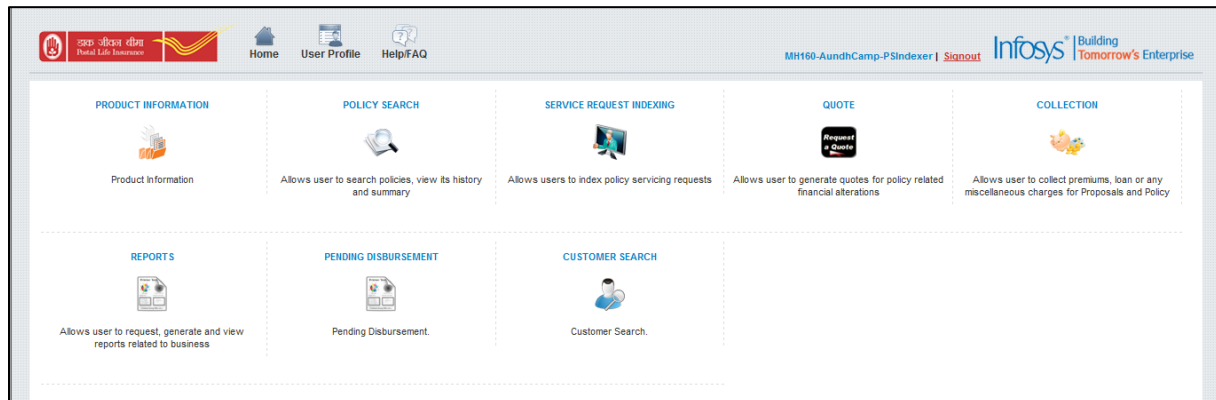 डाक जीवन बीमा
Postal Life Insurance
Home User Profile Help/FAQ
MH160-AundhCamp-PSIndexer | Signout
Infosys® | Building
Tomorrow's Enterprise
PRODUCT INFORMATION
Product Information
POLICY SEARCH
Allows user to search policies, view its history
and summary
SERVICE REQUEST INDEXING
Allows users to index policy servicing requests
QUOTE
Request
a Quote
Allows user to generate quotes for policy related
financial alterations
COLLECTION
Allows user to collect premiums, loan or any
miscellaneous charges for Proposals and Policy
REPORTS
Allows user to request, generate and view
reports related to business
PENDING DISBURSEMENT
Pending Disbursement.
CUSTOMER SEARCH
Customer Search.